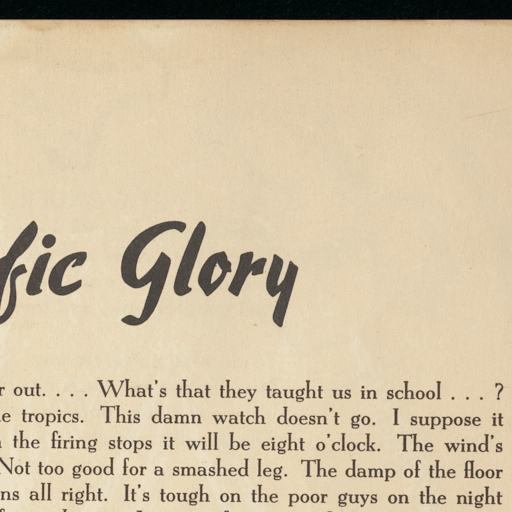 fic Glory
r out. . . . What's that they taught us in school . . . ?
e tropics. This damn watch doesn't go. I suppose it
the firing stops it will be eight o'clock. The wind's
Not too good for a smashed leg. The damp of the floor
ns all right. It's tough on the poor guys on the night